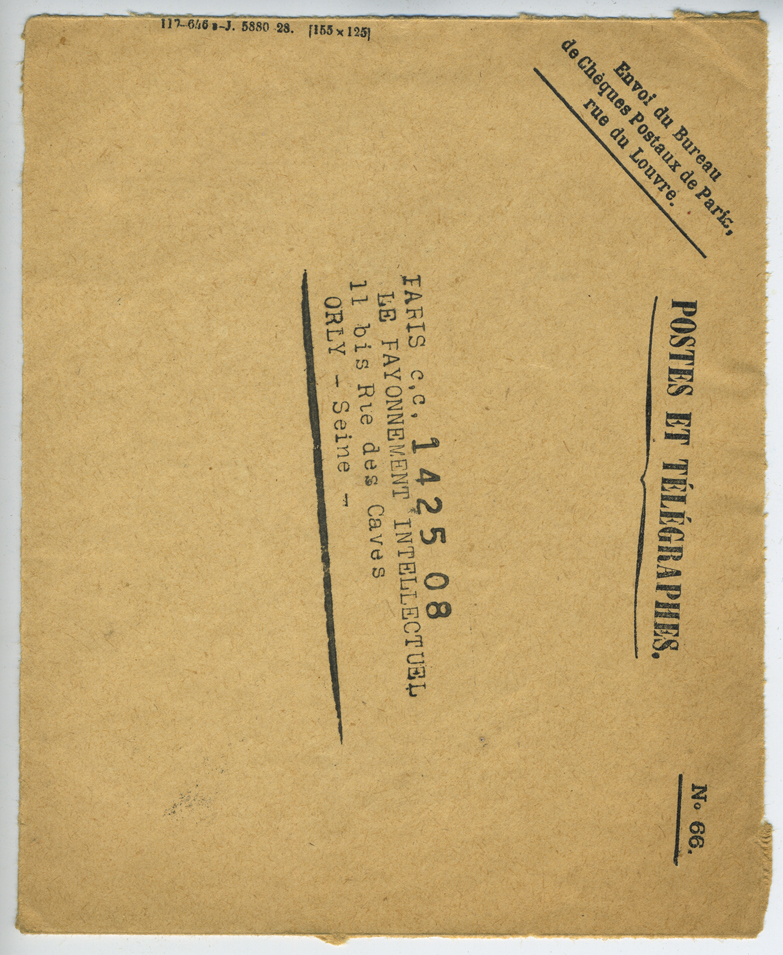 Envoi du Bureau
de Chèques Postaux de Paris,
rue du Louvre.
POSTES ET TÉLÉGRAPHES.
N° 66.
PARIS C.C. 1425 08
LE RAYONNEMENT INTELLECTUEL
11 bis Rue des Caves
ORLY - Seine -
117-646 B-J. 5880-28. [155 x 125]